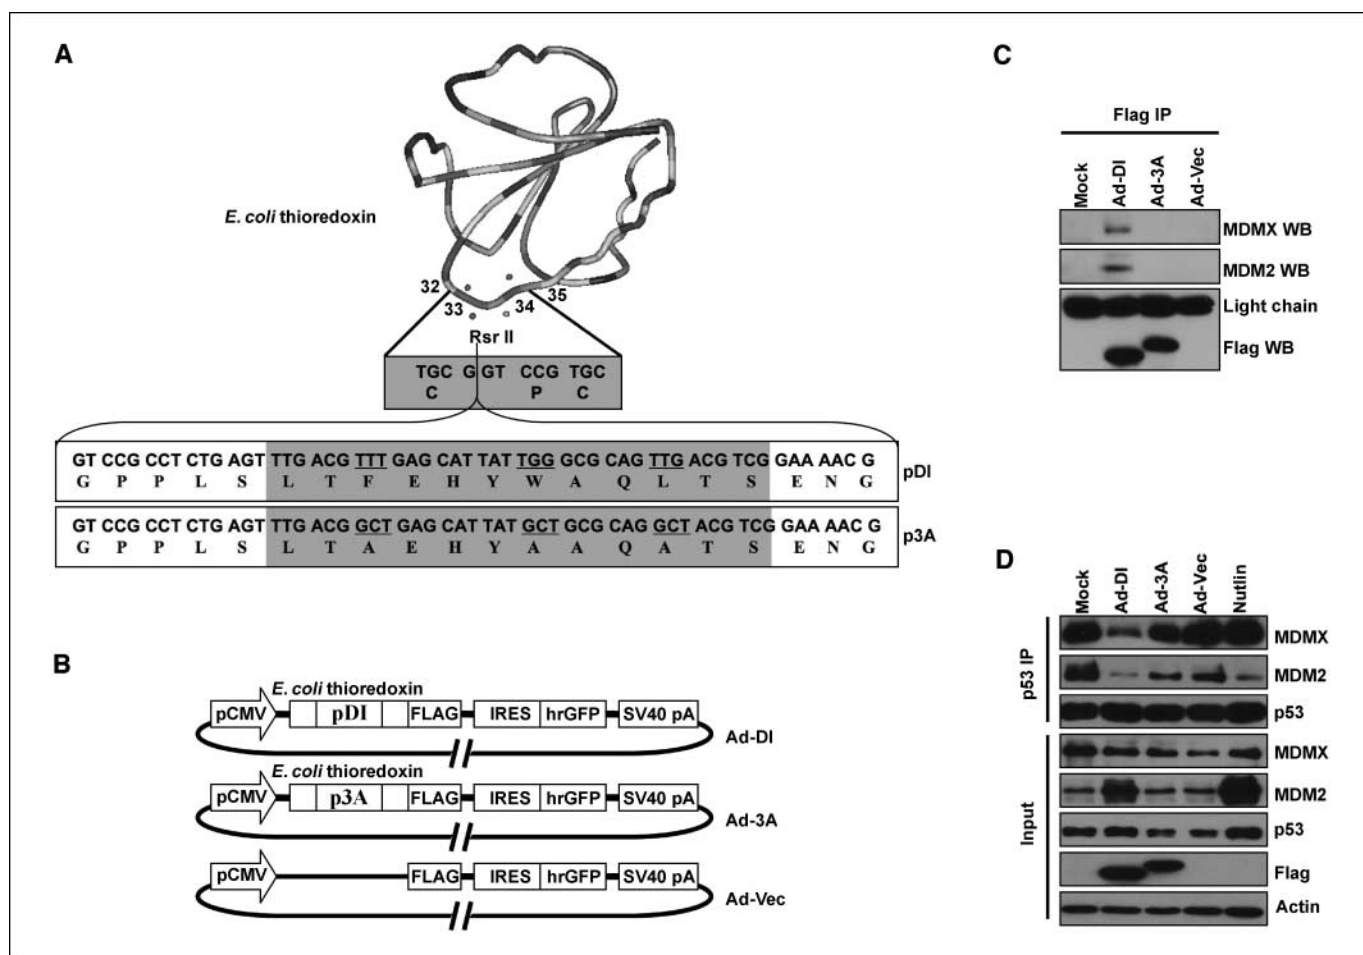 A
E. coli thioredoxin
32
33
34
35
Rsr II
TGC G GT CCG TGC
C P C
GT CCG CCT CTG AGT TTG ACG TTT GAG CAT TAT TGG GCG CAG TTG ACG TCG GAA AAC G
G P P L S L T F E H Y W A Q L T S E N G
pDI
GT CCG CCT CTG AGT TTG ACG GCT GAG CAT TAT GCT GCG CAG GCT ACG TCG GAA AAC G
G P P L S L T A E H Y A A Q A T S E N G
p3A
B
E. coli thioredoxin
pCMV pDI FLAG IRES hrGFP SV40 pA
Ad-DI
E. coli thioredoxin
pCMV p3A FLAG IRES hrGFP SV40 pA
Ad-3A
pCMV FLAG IRES hrGFP SV40 pA
Ad-Vec
C
Flag IP
Mock Ad-DI Ad-3A Ad-Vec
MDMX WB
MDM2 WB
Light chain
Flag WB
D
Mock Ad-DI Ad-3A Ad-Vec Nutlin
p53 IP
MDMX
MDM2
p53
Input
MDMX
MDM2
p53
Flag
Actin